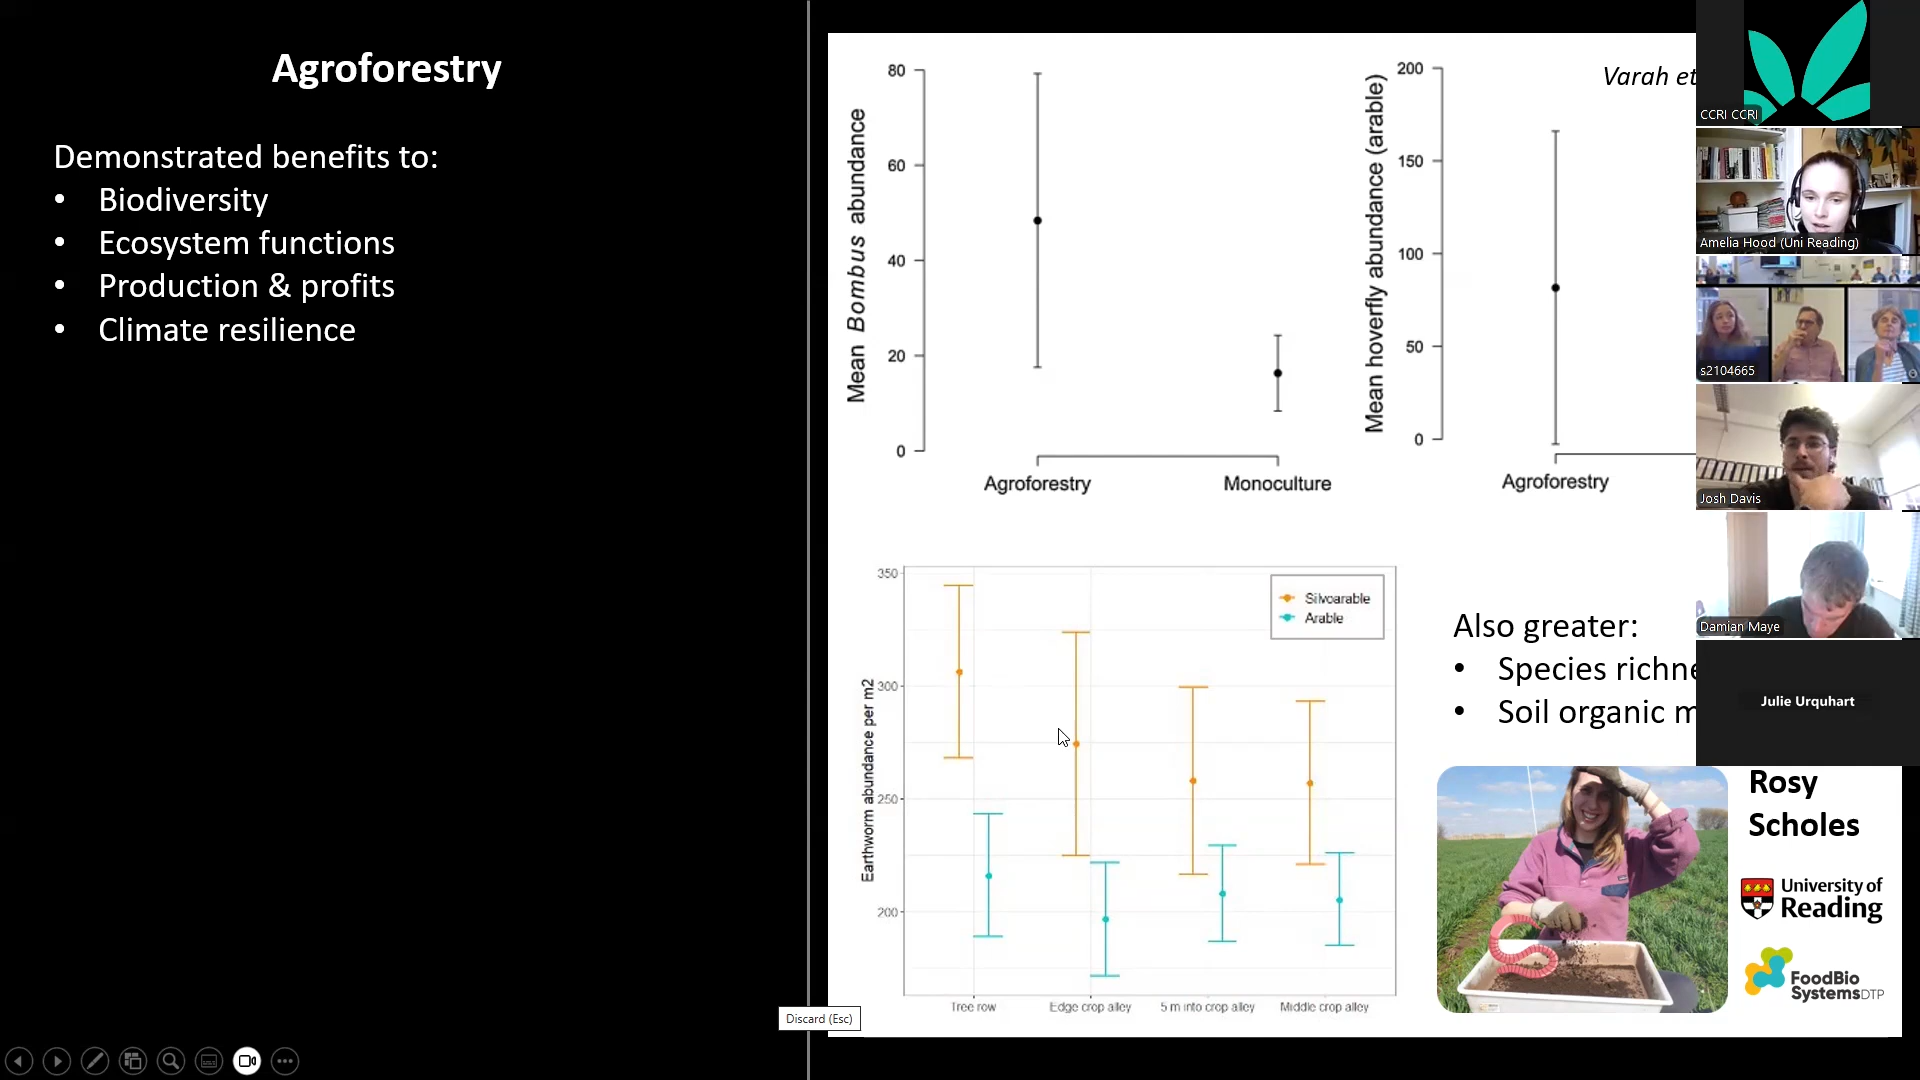 Agroforestry
Demonstrated benefits to:
• Biodiversity
• Ecosystem functions
• Production & profits
• Climate resilience
Varah et
Mean Bombus abundance
80
60
40
20
0
Agroforestry
Monoculture
Mean hoverfly abundance (arable)
200
150
100
50
0
Agroforestry
Earthworm abundance per m2
350
300
250
200
Silvoarable
Arable
Tree row
Edge crop alley
5 m into crop alley
Middle crop alley
Also greater:
• Species richne
• Soil organic m
Rosy
Scholes
University of
Reading
FoodBio
SystemsDTP
CCRI CCRI
Amelia Hood (Uni Reading)
s2104665
Josh Davis
Damian Maye
Julie Urquhart
Discard (Esc)